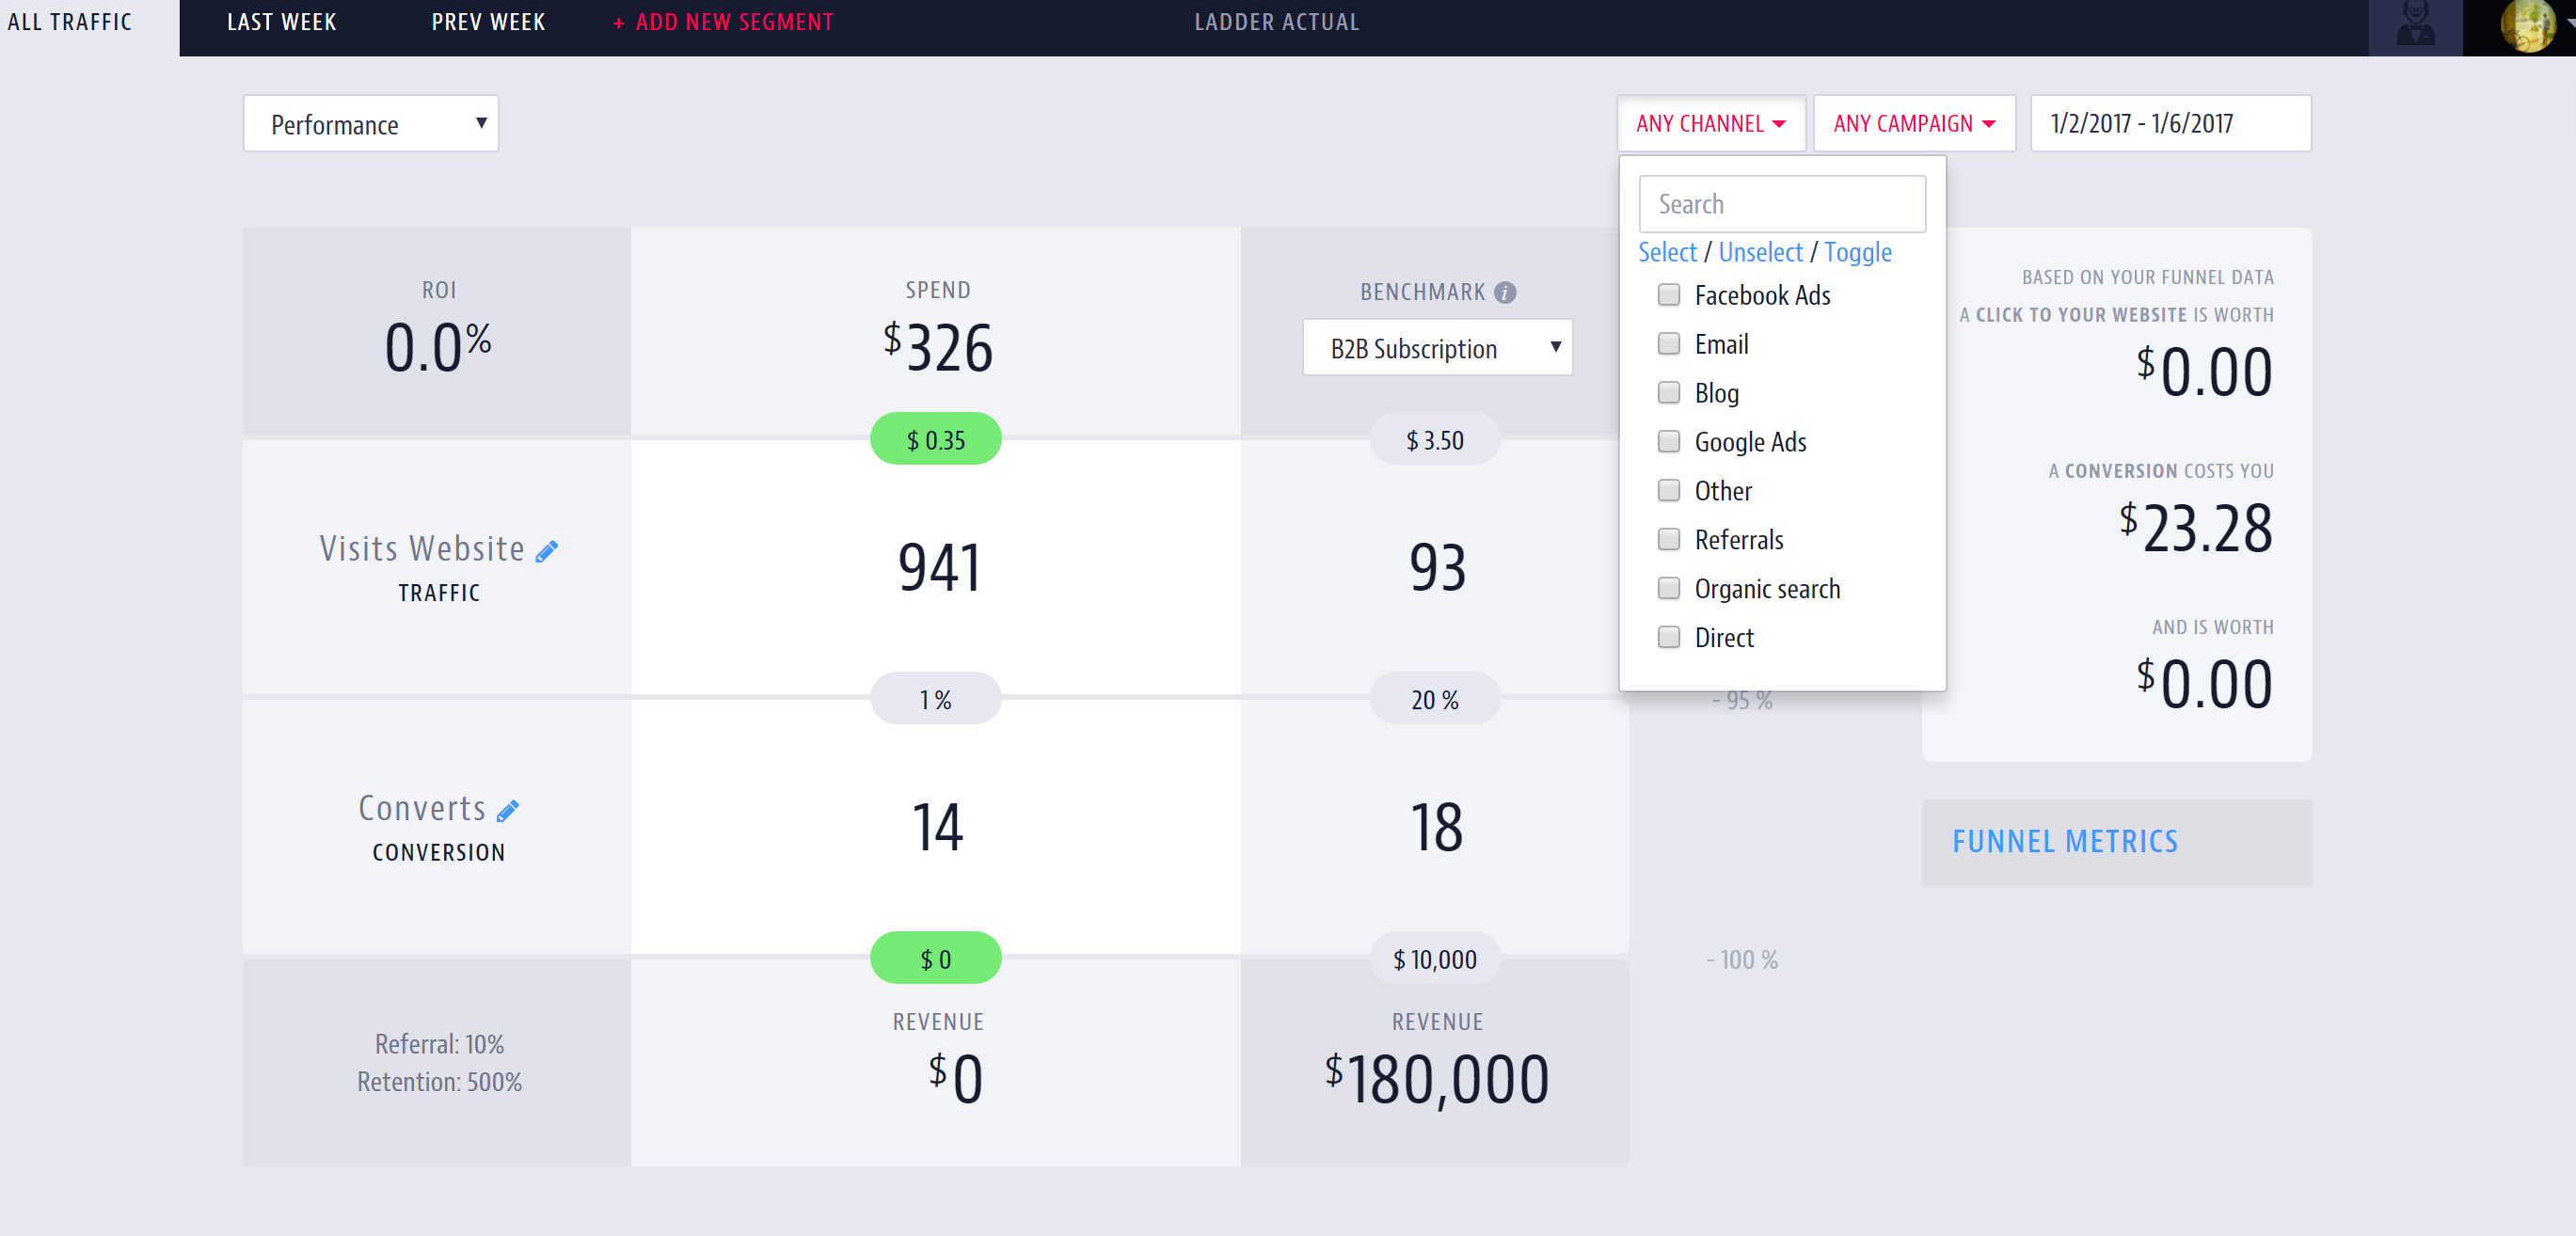 ALL TRAFFIC
LAST WEEK
PREV WEEK
+ ADD NEW SEGMENT
LADDER ACTUAL
Performance
ANY CHANNEL
ANY CAMPAIGN
1/2/2017 - 1/6/2017
Search
Select / Unselect / Toggle
Facebook Ads
Email
Blog
Google Ads
Other
Referrals
Organic search
Direct
ROI
0.0%
SPEND
$326
BENCHMARK i
B2B Subscription
$ 0.35
$ 3.50
Visits Website
TRAFFIC
941
93
1 %
20 %
- 95 %
Converts
CONVERSION
14
18
$ 0
$ 10,000
- 100 %
Referral: 10%
Retention: 500%
REVENUE
$0
REVENUE
$180,000
BASED ON YOUR FUNNEL DATA
A CLICK TO YOUR WEBSITE IS WORTH
$0.00
A CONVERSION COSTS YOU
$23.28
AND IS WORTH
$0.00
FUNNEL METRICS